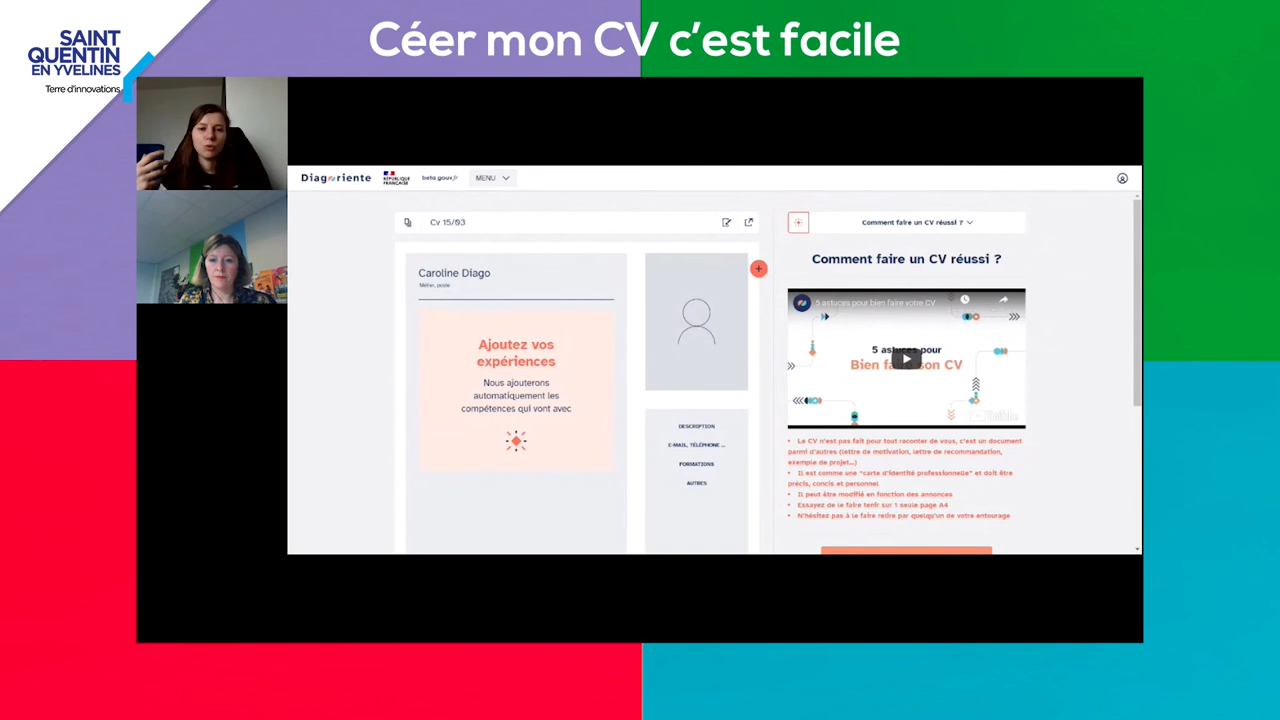 Céer mon CV c'est facile
SAINT
QUENTIN
EN YVELINES
Terre d'innovations
Diagoriente
RÉPUBLIQUE
FRANÇAISE
beta.gouv.fr
MENU
Cv 15/03
Caroline Diago
Métier, poste
Ajoutez vos
expériences
Nous ajouterons
automatiquement les
compétences qui vont avec
DESCRIPTION
E-MAIL, TÉLÉPHONE ...
FORMATIONS
AUTRES
Comment faire un CV réussi ?
Comment faire un CV réussi ?
5 astuces pour bien faire votre CV
5 astuces pour
Bien faire son CV
YouTube
• Le CV n'est pas fait pour tout raconter de vous, c'est un document
parmi d'autres (lettre de motivation, lettre de recommandation,
exemple de projet...)
• Il est comme une "carte d'identité professionnelle" et doit être
précis, concis et personnel
• Il peut être modifié en fonction des annonces
• Essayez de le faire tenir sur 1 seule page A4
• N'hésitez pas à le faire relire par quelqu'un de votre entourage